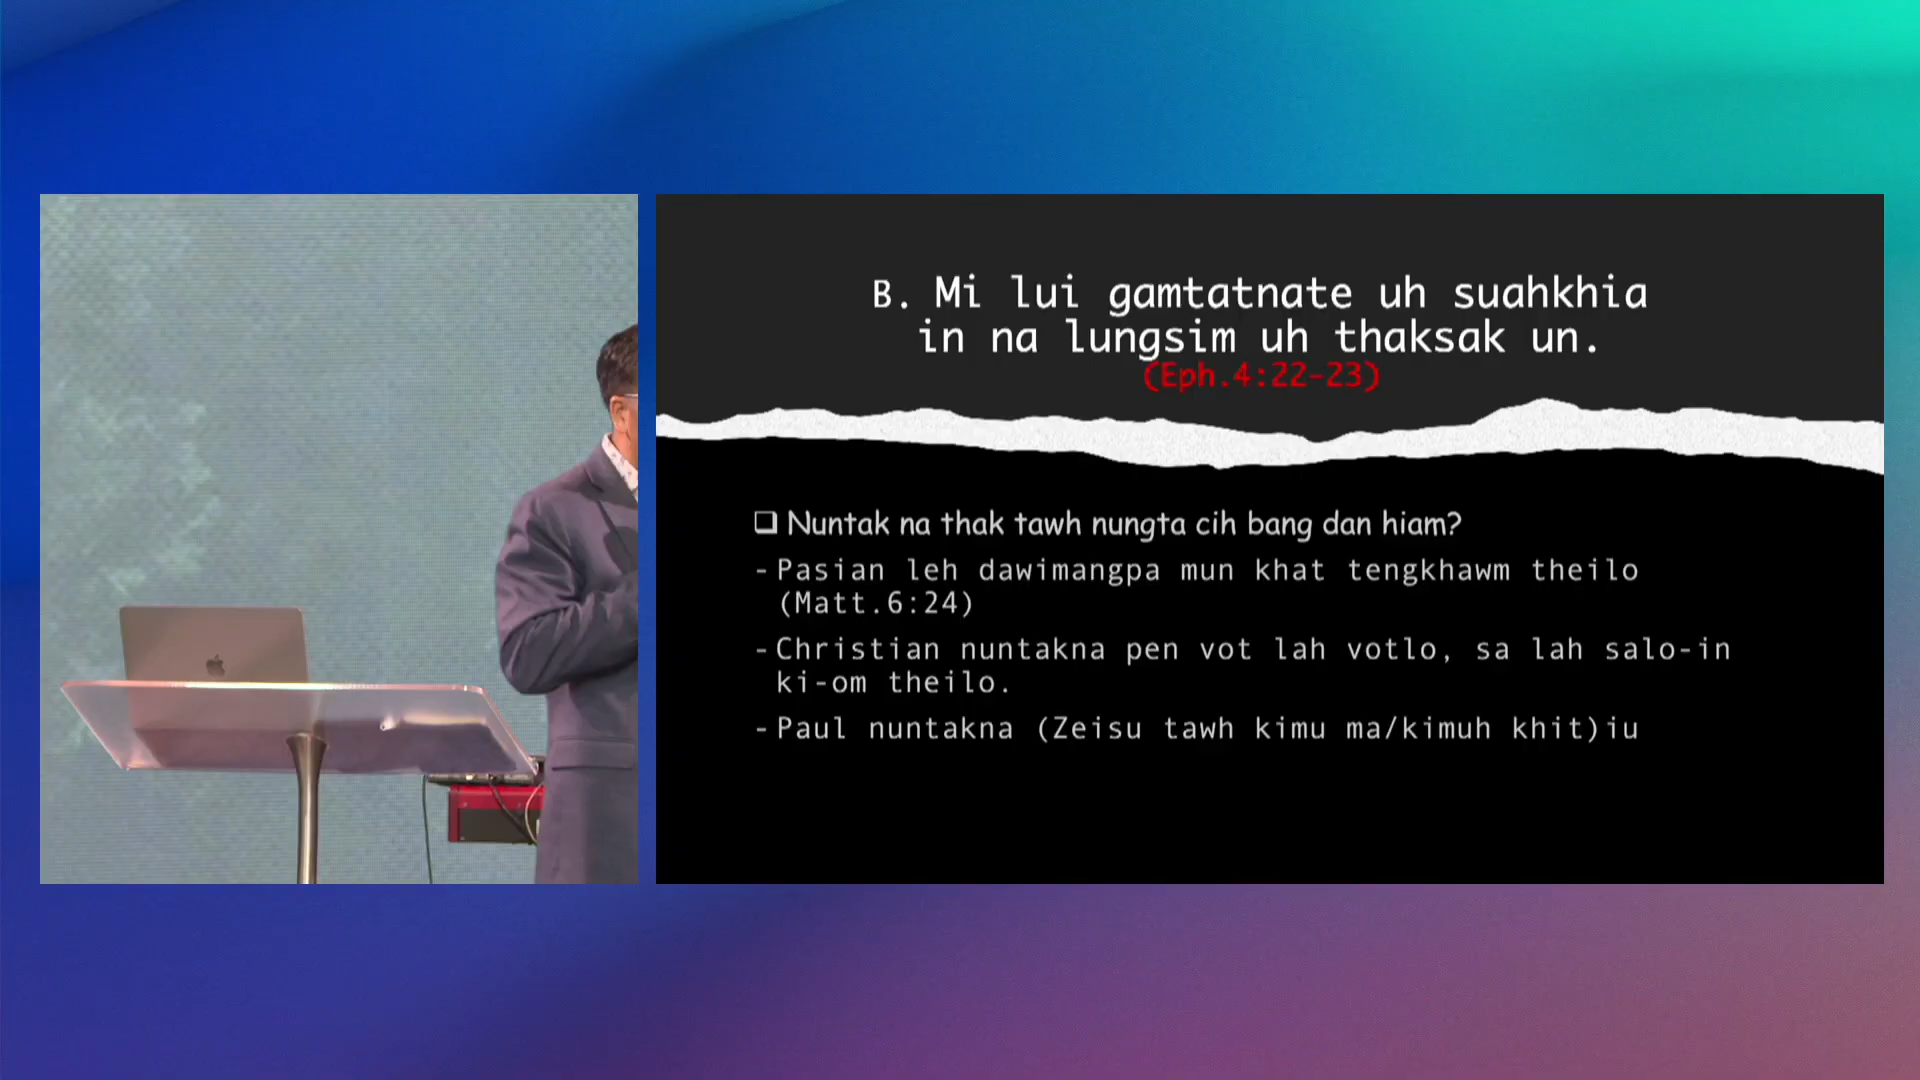 B. Mi lui gamtatnate uh suahkhia
in na lungsim uh thaksak un.
(Eph.4:22-23)
❑ Nuntak na thak tawh nungta cih bang dan hiam?
- Pasian leh dawimangpa mun khat tengkhawm theilo
(Matt.6:24)
- Christian nuntakna pen vot lah votlo, sa lah salo-in
ki-om theilo.
- Paul nuntakna (Zeisu tawh kimu ma/kimuh khit)iu